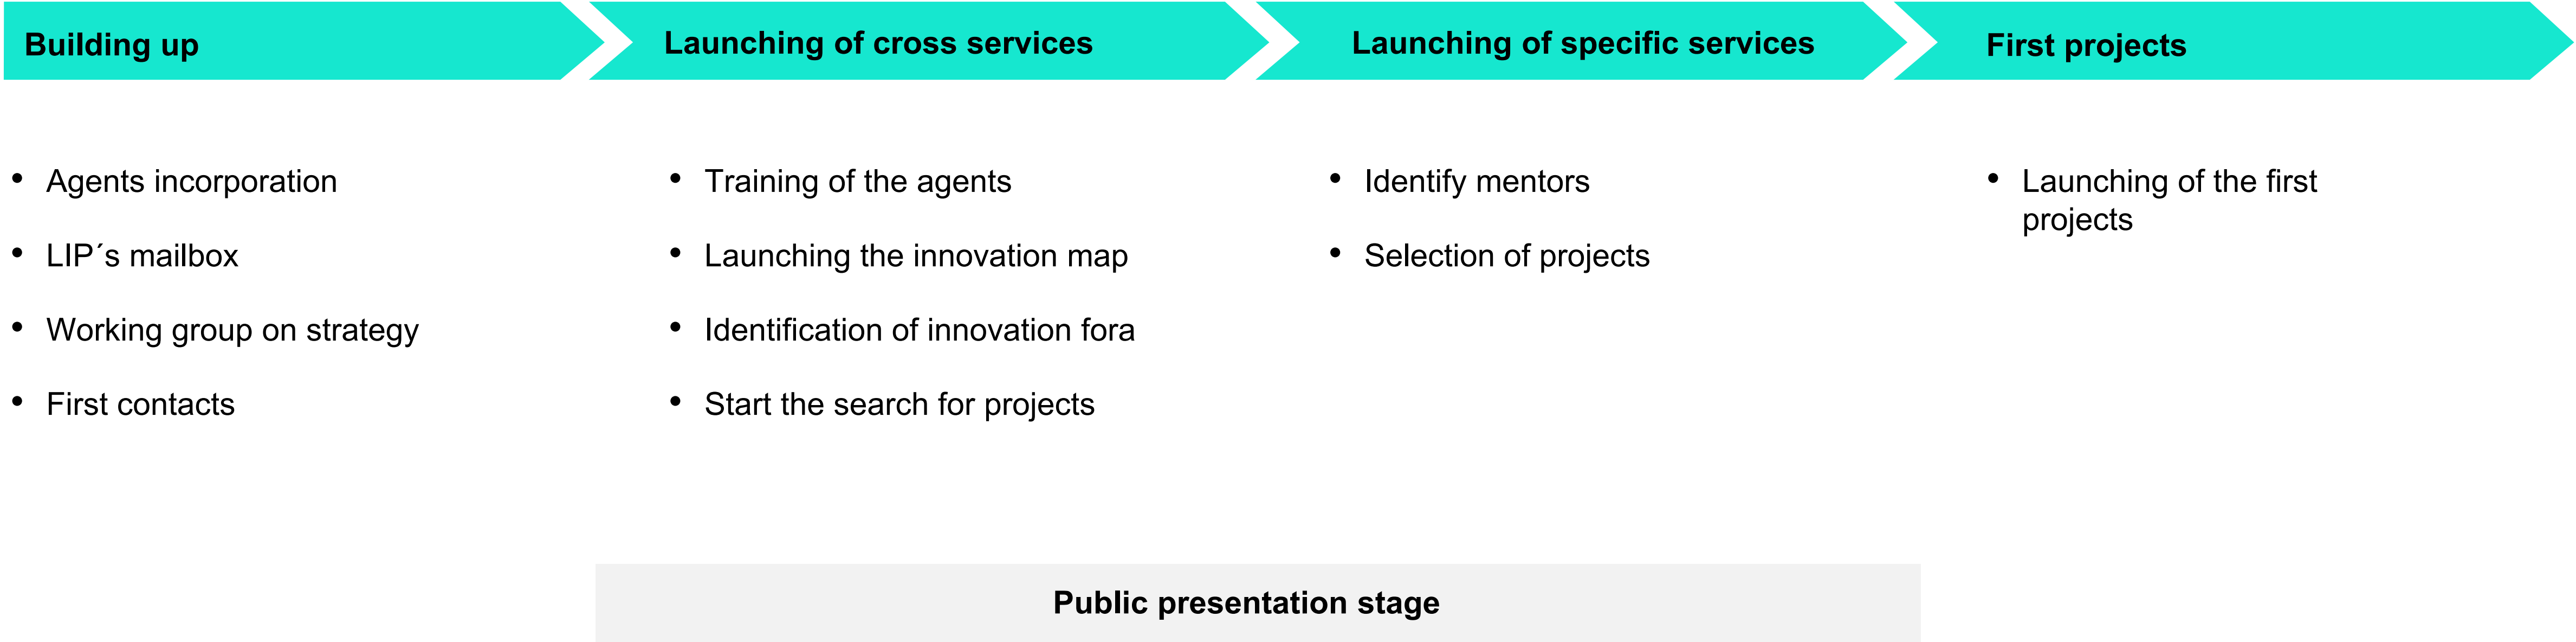 Building up
Launching of cross services
Launching of specific services
First projects
• Agents incorporation
• LIP´s mailbox
• Working group on strategy
• First contacts
• Training of the agents
• Launching the innovation map
• Identification of innovation fora
• Start the search for projects
• Identify mentors
• Selection of projects
• Launching of the first
projects
Public presentation stage